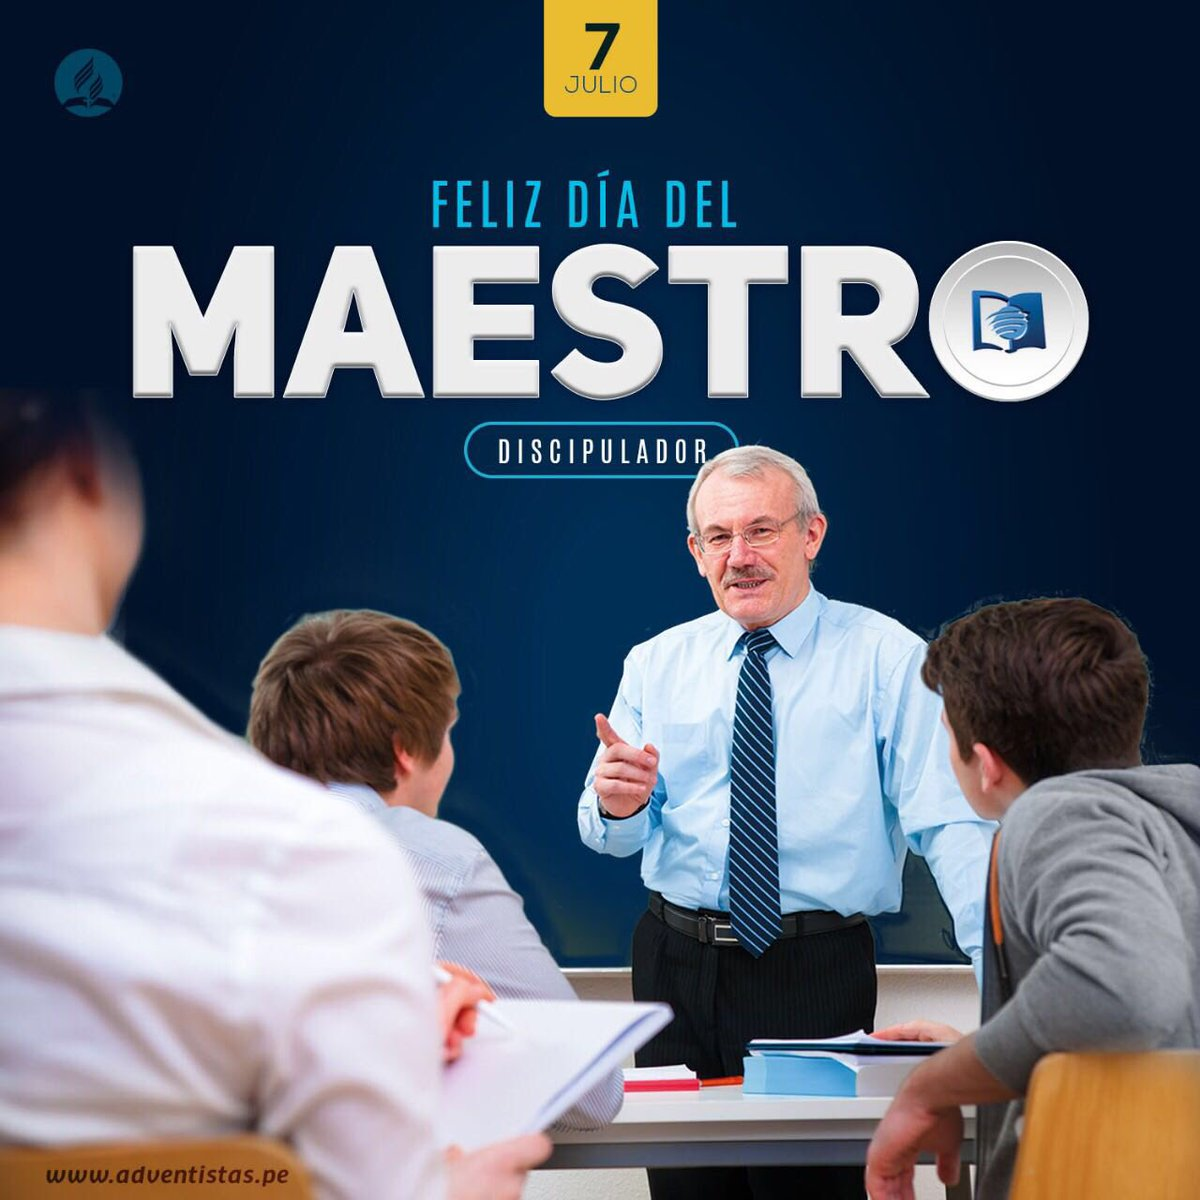 7
JULIO
FELIZ DÍA DEL
MAESTRO
DISCIPULADOR
www.adventistas.pe